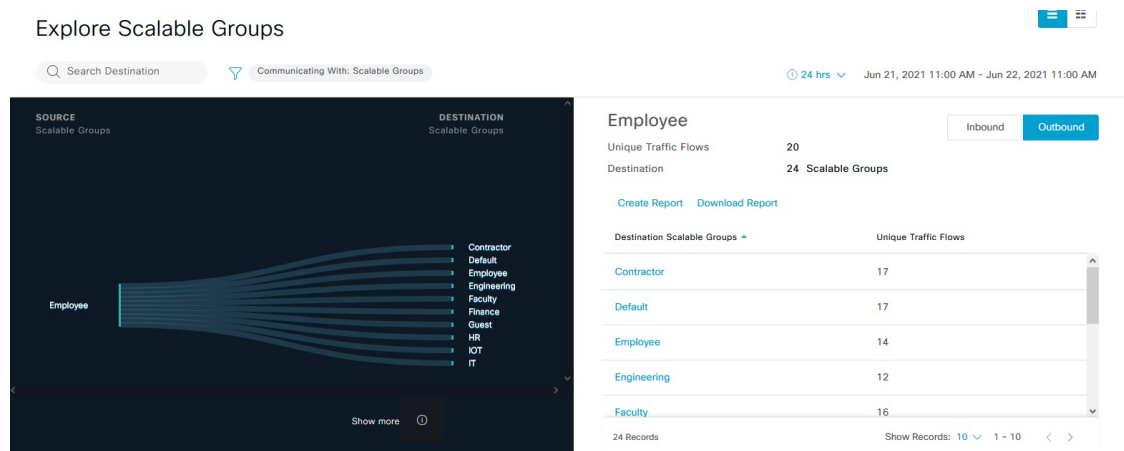 Explore Scalable Groups
Search Destination
Communicating With: Scalable Groups
24 hrs
Jun 21, 2021 11:00 AM - Jun 22, 2021 11:00 AM
SOURCE
Scalable Groups
DESTINATION
Scalable Groups
Employee
Contractor
Default
Employee
Engineering
Faculty
Finance
Guest
HR
IOT
IT
Show more
Employee
Inbound Outbound
Unique Traffic Flows 20
Destination 24 Scalable Groups
Create Report Download Report
Destination Scalable Groups Unique Traffic Flows
Contractor 17
Default 17
Employee 14
Engineering 12
Faculty 16
24 Records Show Records: 10 1 - 10